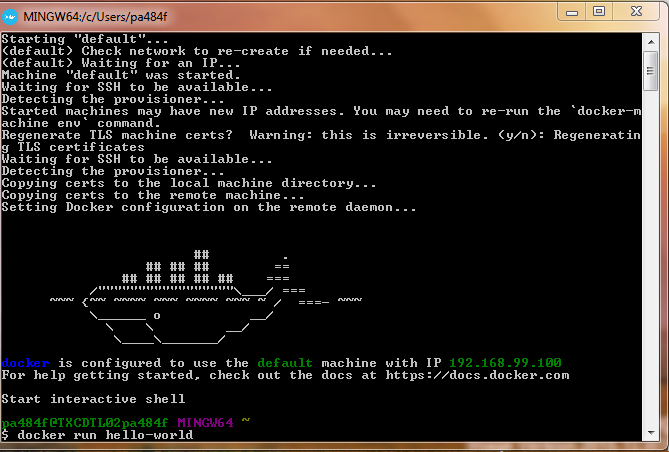 MINGW64:/c/Users/pa484f
Starting "default"...
(default) Check network to re-create if needed...
(default) Waiting for an IP...
Machine "default" was started.
Waiting for SSH to be available...
Detecting the provisioner...
Started machines may have new IP addresses. You may need to re-run the `docker-m
achine env` command.
Regenerate TLS machine certs?  Warning: this is irreversible. (y/n): Regeneratin
g TLS certificates
Waiting for SSH to be available...
Detecting the provisioner...
Copying certs to the local machine directory...
Copying certs to the remote machine...
Setting Docker configuration on the remote daemon...
                        ##         .
                  ## ## ##        ==
               ## ## ## ## ##    ===
           /"""""""""""""""""\___/ ===
      ~~~ {~~ ~~~~ ~~~ ~~~~ ~~~ ~ /  ===- ~~~
           \______ o           __/
             \    \         __/
              \____\_______/
docker is configured to use the default machine with IP 192.168.99.100
For help getting started, check out the docs at https://docs.docker.com
Start interactive shell
pa484f@TXCDTL02pa484f MINGW64 ~
$ docker run hello-world